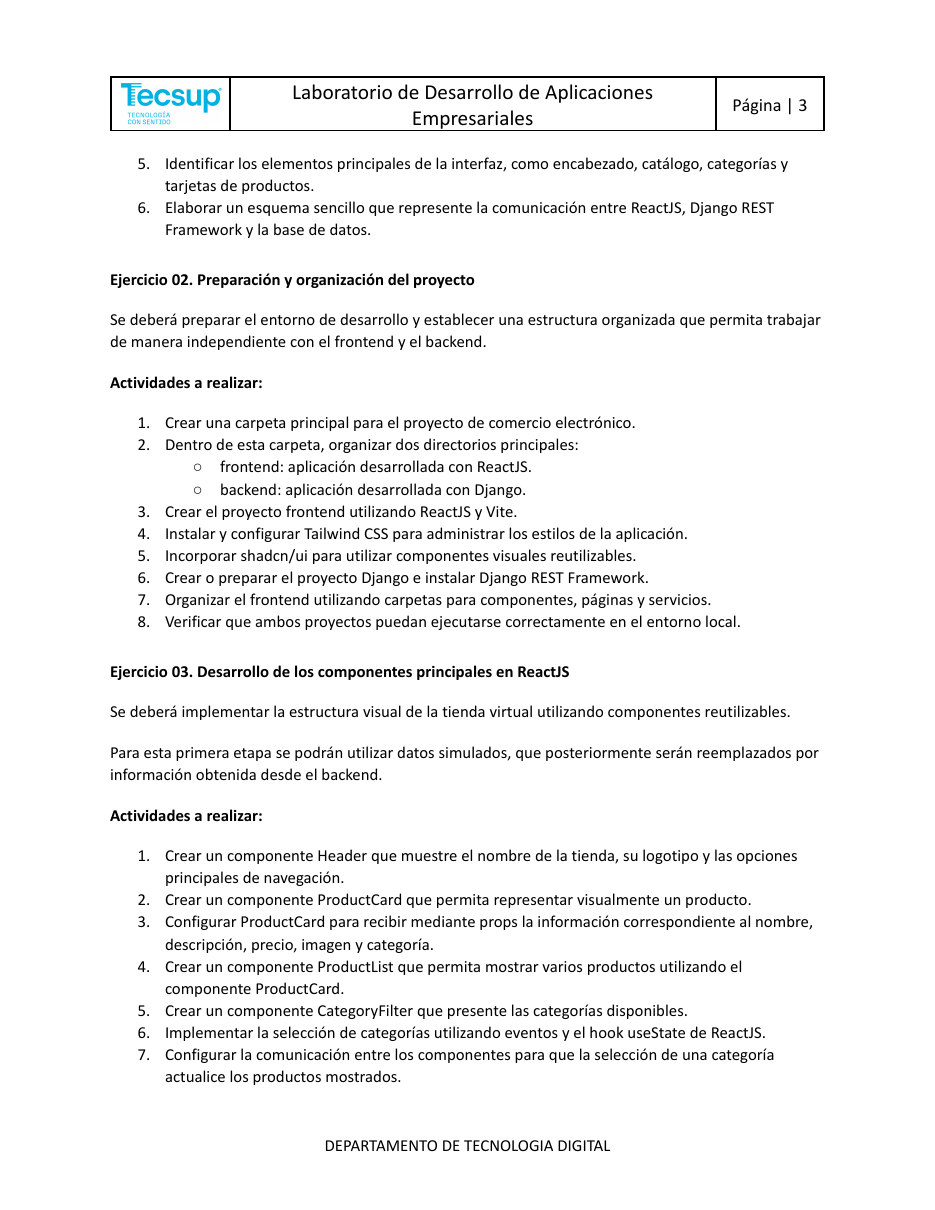 Tecsup
TECNOLOGÍA
CON SENTIDO
Laboratorio de Desarrollo de Aplicaciones
Empresariales
Página | 3
5. Identificar los elementos principales de la interfaz, como encabezado, catálogo, categorías y
tarjetas de productos.
6. Elaborar un esquema sencillo que represente la comunicación entre ReactJS, Django REST
Framework y la base de datos.
Ejercicio 02. Preparación y organización del proyecto
Se deberá preparar el entorno de desarrollo y establecer una estructura organizada que permita trabajar
de manera independiente con el frontend y el backend.
Actividades a realizar:
1. Crear una carpeta principal para el proyecto de comercio electrónico.
2. Dentro de esta carpeta, organizar dos directorios principales:
○ frontend: aplicación desarrollada con ReactJS.
○ backend: aplicación desarrollada con Django.
3. Crear el proyecto frontend utilizando ReactJS y Vite.
4. Instalar y configurar Tailwind CSS para administrar los estilos de la aplicación.
5. Incorporar shadcn/ui para utilizar componentes visuales reutilizables.
6. Crear o preparar el proyecto Django e instalar Django REST Framework.
7. Organizar el frontend utilizando carpetas para componentes, páginas y servicios.
8. Verificar que ambos proyectos puedan ejecutarse correctamente en el entorno local.
Ejercicio 03. Desarrollo de los componentes principales en ReactJS
Se deberá implementar la estructura visual de la tienda virtual utilizando componentes reutilizables.
Para esta primera etapa se podrán utilizar datos simulados, que posteriormente serán reemplazados por
información obtenida desde el backend.
Actividades a realizar:
1. Crear un componente Header que muestre el nombre de la tienda, su logotipo y las opciones
principales de navegación.
2. Crear un componente ProductCard que permita representar visualmente un producto.
3. Configurar ProductCard para recibir mediante props la información correspondiente al nombre,
descripción, precio, imagen y categoría.
4. Crear un componente ProductList que permita mostrar varios productos utilizando el
componente ProductCard.
5. Crear un componente CategoryFilter que presente las categorías disponibles.
6. Implementar la selección de categorías utilizando eventos y el hook useState de ReactJS.
7. Configurar la comunicación entre los componentes para que la selección de una categoría
actualice los productos mostrados.
DEPARTAMENTO DE TECNOLOGIA DIGITAL